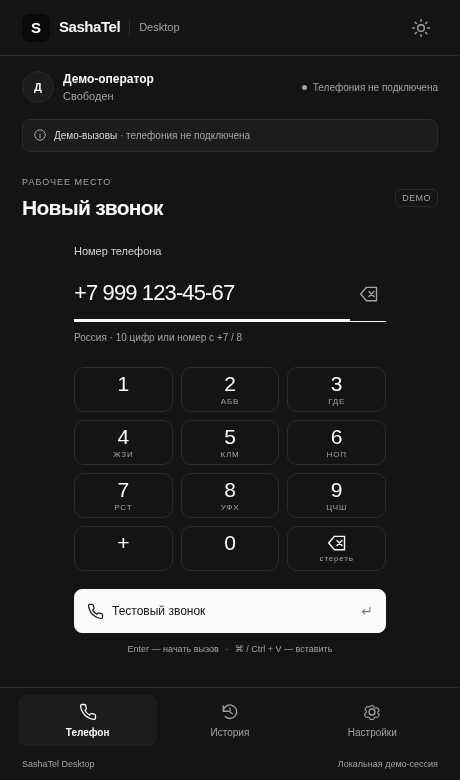 S SashaTel Desktop
Д Демо-оператор
Свободен
Телефония не подключена
Демо-вызовы · телефония не подключена
РАБОЧЕЕ МЕСТО
Новый звонок
DEMO
Номер телефона
+7 999 123-45-67
Россия · 10 цифр или номер с +7 / 8
1 2 3
АБВ ГДЕ
4 5 6
ЖЗИ КЛМ НОП
7 8 9
РСТ УФХ ЦЧШ
+ 0
стереть
Тестовый звонок ↵
Enter — начать вызов · ⌘ / Ctrl + V — вставить
Телефон История Настройки
SashaTel Desktop Локальная демо-сессия